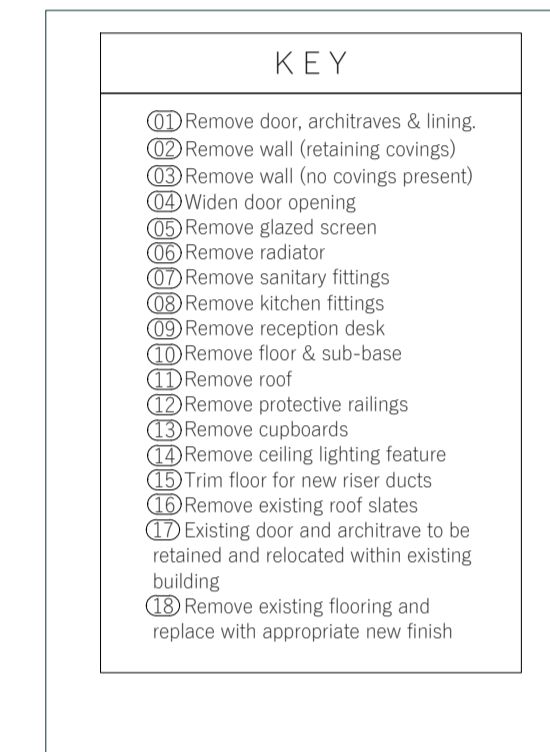 KEY
01 Remove door, architraves & lining.
02 Remove wall (retaining covings)
03 Remove wall (no covings present)
04 Widen door opening
05 Remove glazed screen
06 Remove radiator
07 Remove sanitary fittings
08 Remove kitchen fittings
09 Remove reception desk
10 Remove floor & sub-base
11 Remove roof
12 Remove protective railings
13 Remove cupboards
14 Remove ceiling lighting feature
15 Trim floor for new riser ducts
16 Remove existing roof slates
17 Existing door and architrave to be
retained and relocated within existing
building
18 Remove existing flooring and
replace with appropriate new finish